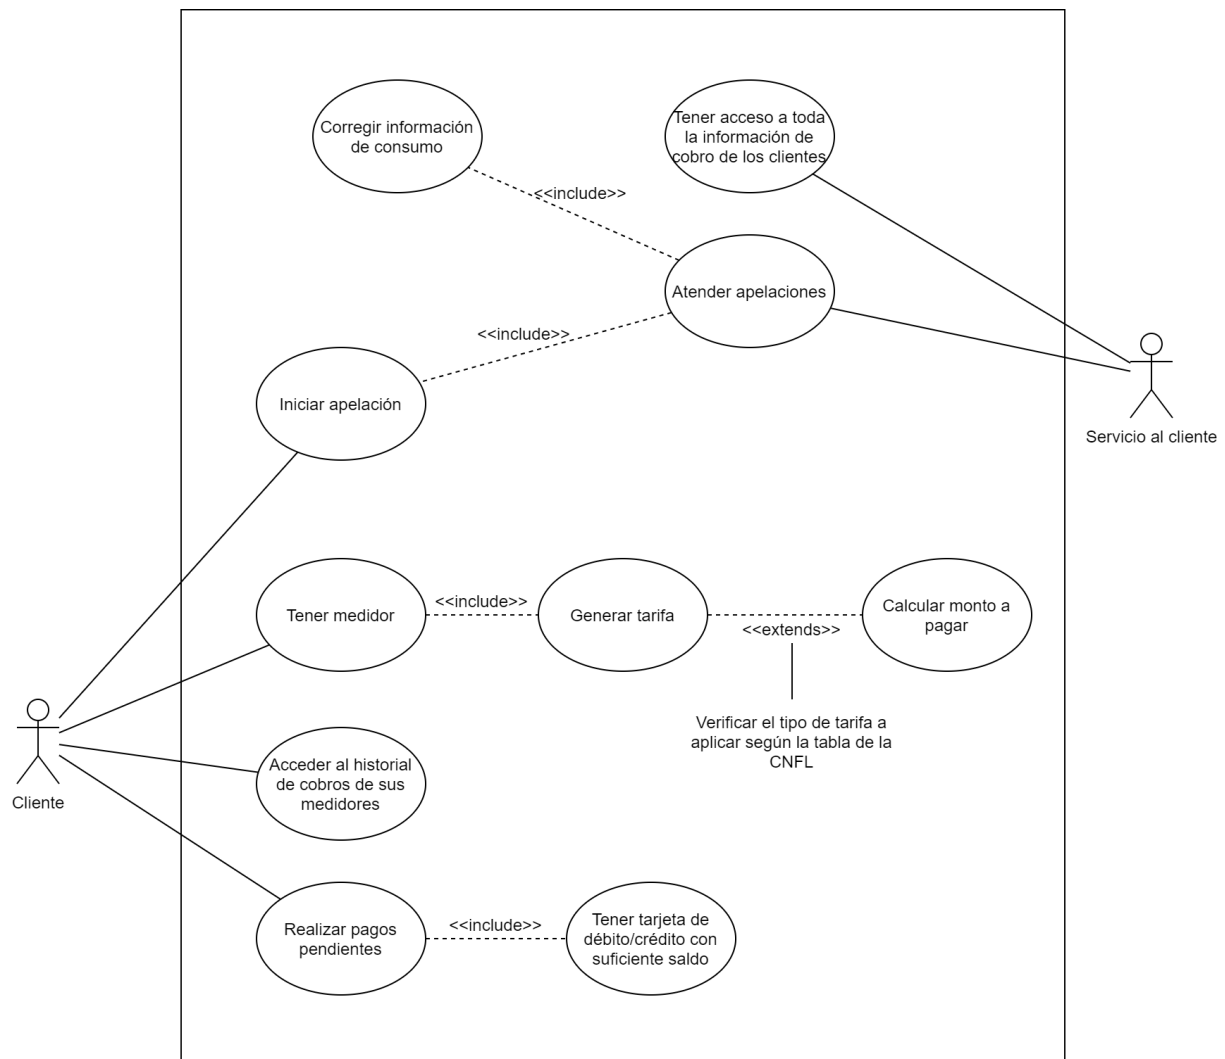 Corregir información
de consumo
Tener acceso a toda
la información de
cobro de los clientes
<<include>>
Atender apelaciones
<<include>>
Iniciar apelación
Servicio al cliente
Tener medidor
<<include>>
Generar tarifa
<<extends>>
Calcular monto a
pagar
Verificar el tipo de tarifa a
aplicar según la tabla de la
CNFL
Acceder al historial
de cobros de sus
medidores
Cliente
Realizar pagos
pendientes
<<include>>
Tener tarjeta de
débito/crédito con
suficiente saldo